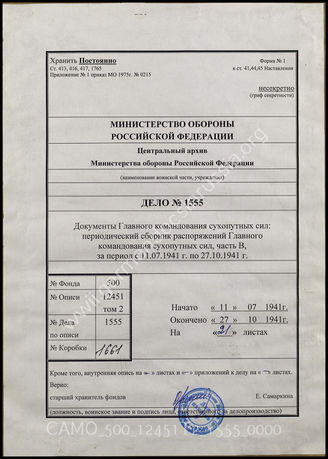 Хранить Постоянно
Ст. 413, 416, 417, 1765
Приложение № 1 приказ МО 1975г. № 0215
Форма № 1
к ст. 41,44,45 Наставления
несекретно
(гриф секретности)
МИНИСТЕРСТВО ОБОРОНЫ
РОССИЙСКОЙ ФЕДЕРАЦИИ
Центральный архив
Министерства обороны Российской Федерации
(наименование воинской части, учреждения)
ДЕЛО № 1555
Документы Главного командования сухопутных сил:
периодический сборник распоряжений Главного
командования сухопутных сил, часть В,
за период с 11.07.1941 г. по 27.10.1941 г.
№ Фонда 500
№ Описи 12451
том 2
№ Дела 1555
по описи
№ Коробки 1661
Начато « 11 » 07 1941г.
Окончено « 27 » 10 1941г.
На «21» листах
Кроме того, внутренняя опись на «-» листах и «-» приложений к делу на «-» листах.
Верно:
старший хранитель фондов
Е. Самаркина
(должность, воинское звание и подпись лица, ответственного за делопроизводство)
CAMO_500_12451_1555_0000